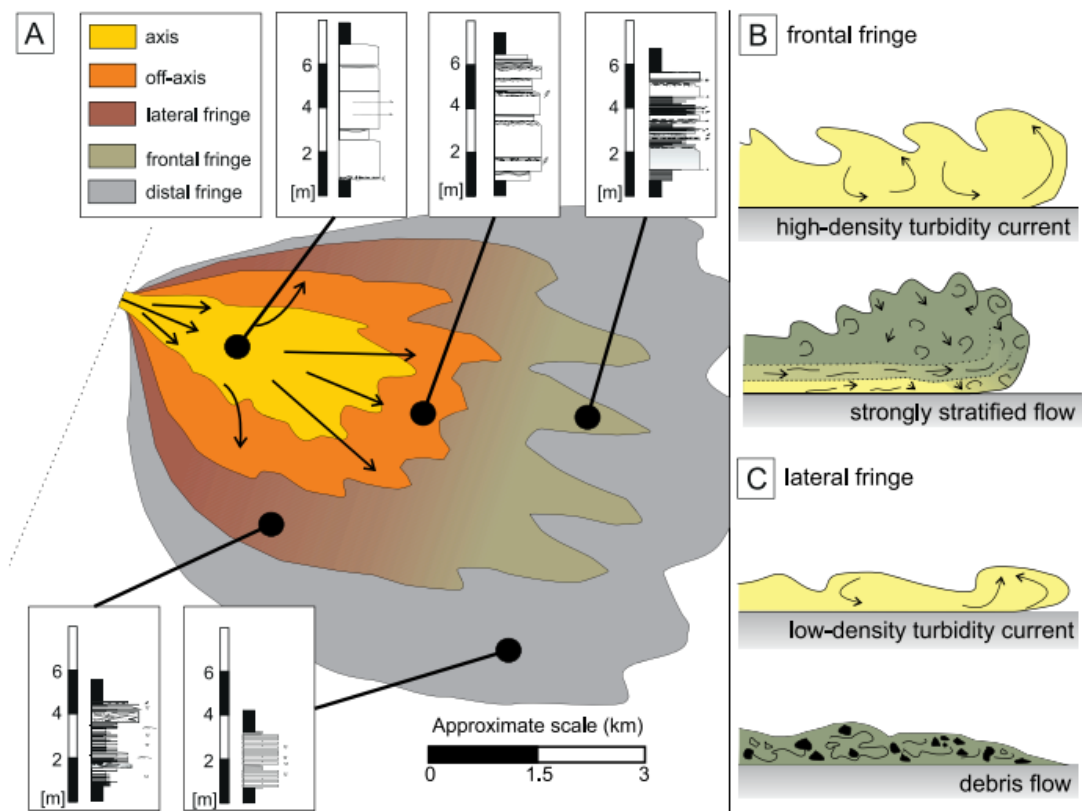 A
axis
off-axis
lateral fringe
frontal fringe
distal fringe
6
4
2
[m]
6
4
2
[m]
6
4
2
[m]
6
4
2
[m]
6
4
2
[m]
Approximate scale (km)
0 1.5 3
B frontal fringe
high-density turbidity current
strongly stratified flow
C lateral fringe
low-density turbidity current
debris flow